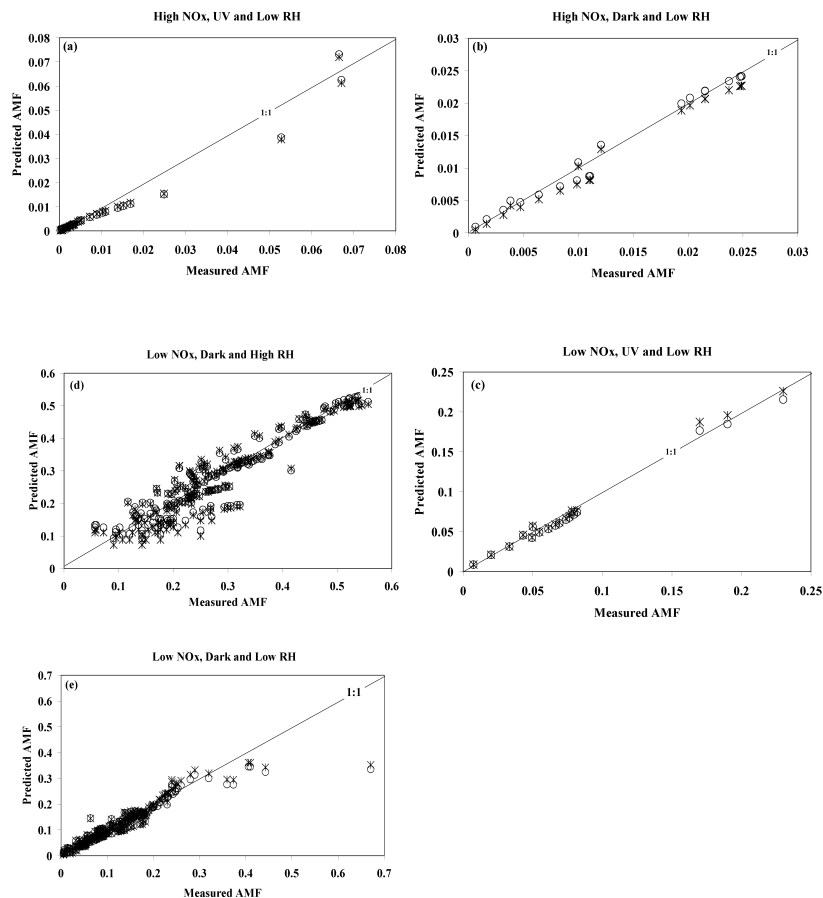 High NOx, UV and Low RH
(a)
0.08
0.07
0.06
0.05
0.04
0.03
0.02
0.01
0
Predicted AMF
1:1
0 0.01 0.02 0.03 0.04 0.05 0.06 0.07 0.08
Measured AMF
High NOx, Dark and Low RH
(b)
0.03
0.025
0.02
0.015
0.01
0.005
0
Predicted AMF
1:1
0 0.005 0.01 0.015 0.02 0.025 0.03
Measured AMF
Low NOx, Dark and High RH
(d)
0.6
0.5
0.4
0.3
0.2
0.1
0
Predicted AMF
1:1
0 0.1 0.2 0.3 0.4 0.5 0.6
Measured AMF
Low NOx, UV and Low RH
(c)
0.25
0.2
0.15
0.1
0.05
0
Predicted AMF
1:1
0 0.05 0.1 0.15 0.2 0.25
Measured AMF
Low NOx, Dark and Low RH
(e)
0.7
0.6
0.5
0.4
0.3
0.2
0.1
0
Predicted AMF
1:1
0 0.1 0.2 0.3 0.4 0.5 0.6 0.7
Measured AMF